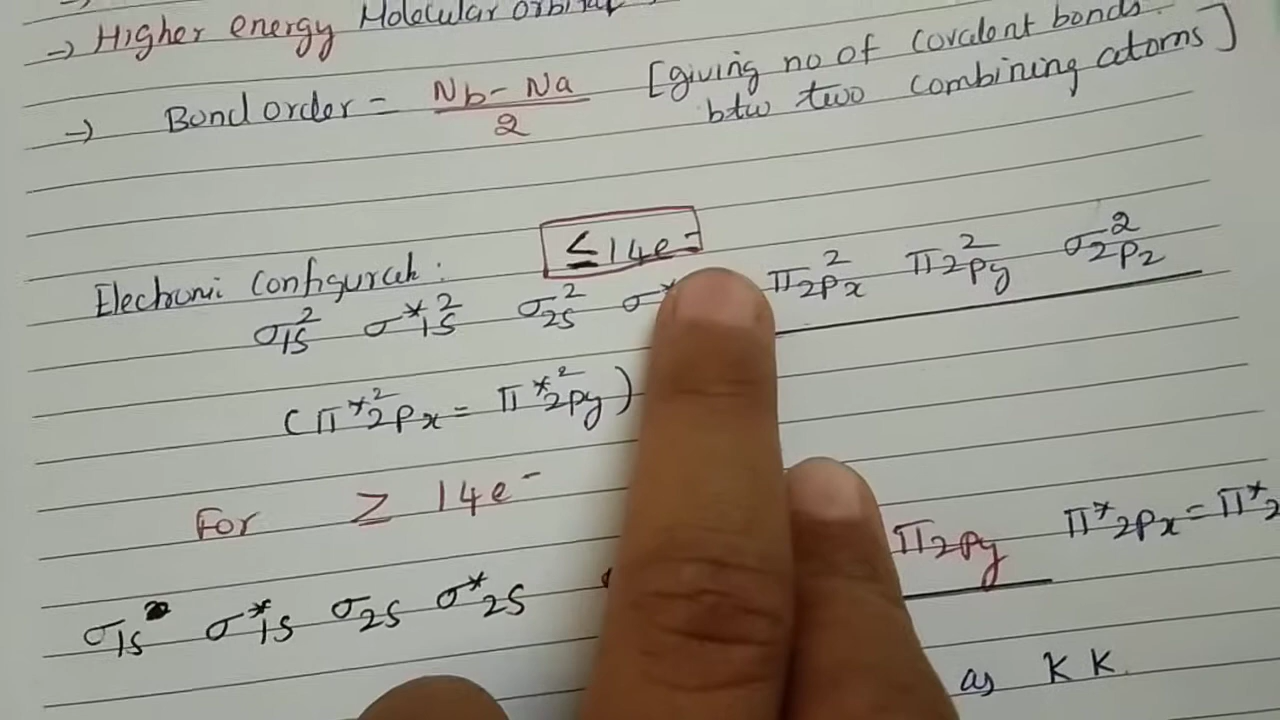 → Higher energy Molecular orbital
→ Bond order = Nb - Na / 2 [giving no of covalent bonds
btw two combining atoms]
≤ 14e⁻
Electronic Configurah:
σ1s² σ*1s² σ2s² σ* π2px² π2py² σ2pz²
(π*2px² = π*2py²)
For ≥ 14e⁻
σ1s σ*1s σ2s σ*2s π2py π*2px = π*2
as KK